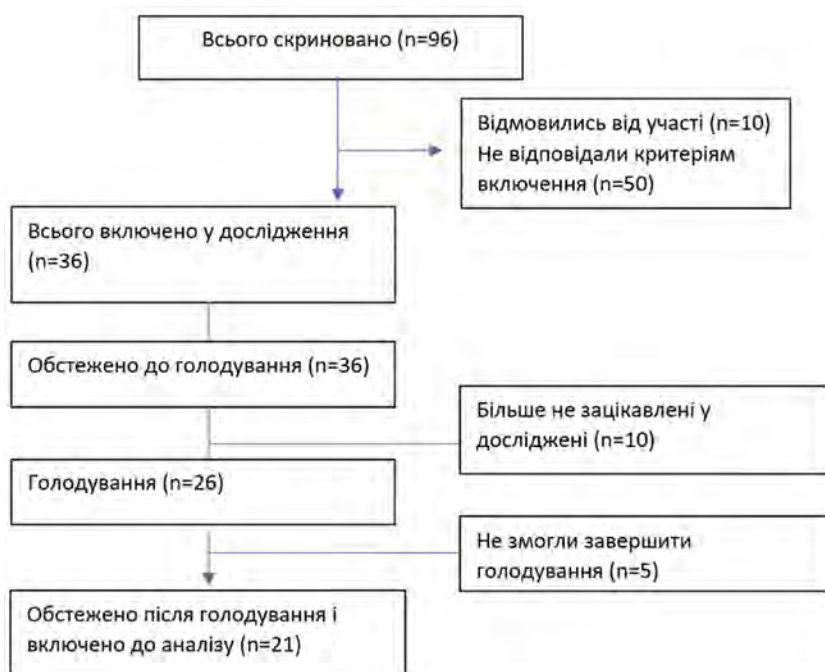 Всього скриновано (n=96)
Відмовились від участі (n=10)
Не відповідали критеріям
включення (n=50)
Всього включено у дослідження
(n=36)
Обстежено до голодування (n=36)
Більше не зацікавлені у
досліджені (n=10)
Голодування (n=26)
Не змогли завершити
голодування (n=5)
Обстежено після голодування і
включено до аналізу (n=21)